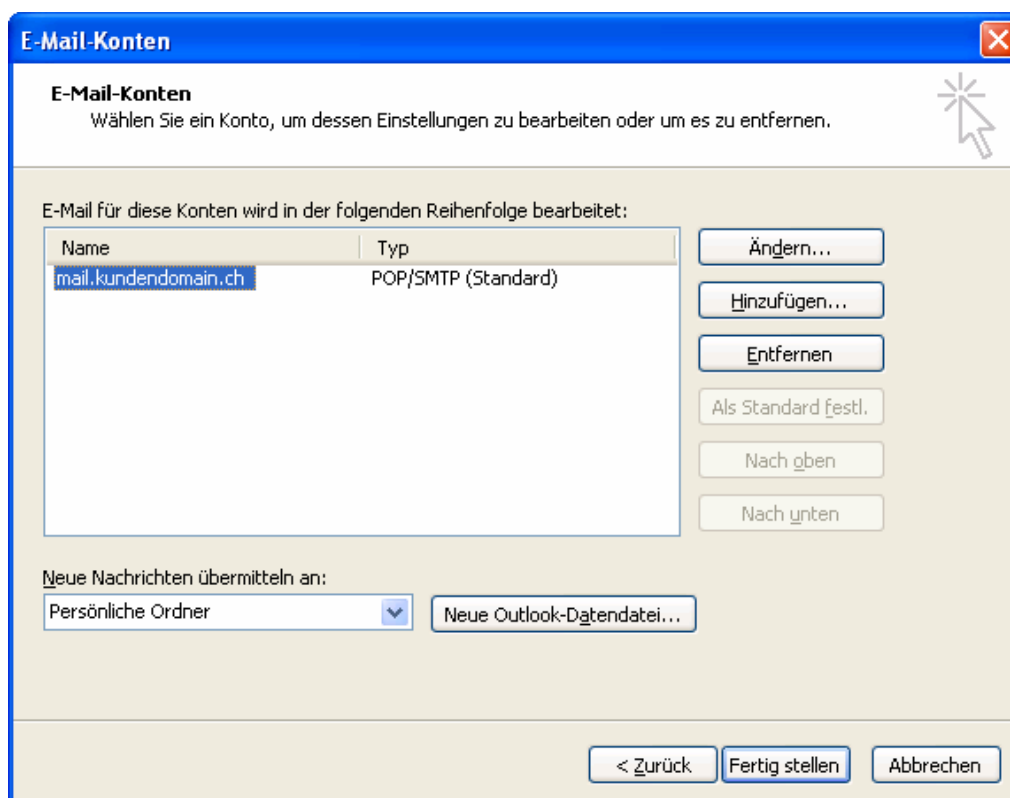 E-Mail-Konten
E-Mail-Konten
Wählen Sie ein Konto, um dessen Einstellungen zu bearbeiten oder um es zu entfernen.
E-Mail für diese Konten wird in der folgenden Reihenfolge bearbeitet:
Name Typ
mail.kundendomain.ch POP/SMTP (Standard)
Ändern...
Hinzufügen...
Entfernen
Als Standard festl.
Nach oben
Nach unten
Neue Nachrichten übermitteln an:
Persönliche Ordner Neue Outlook-Datendatei...
< Zurück Fertig stellen Abbrechen